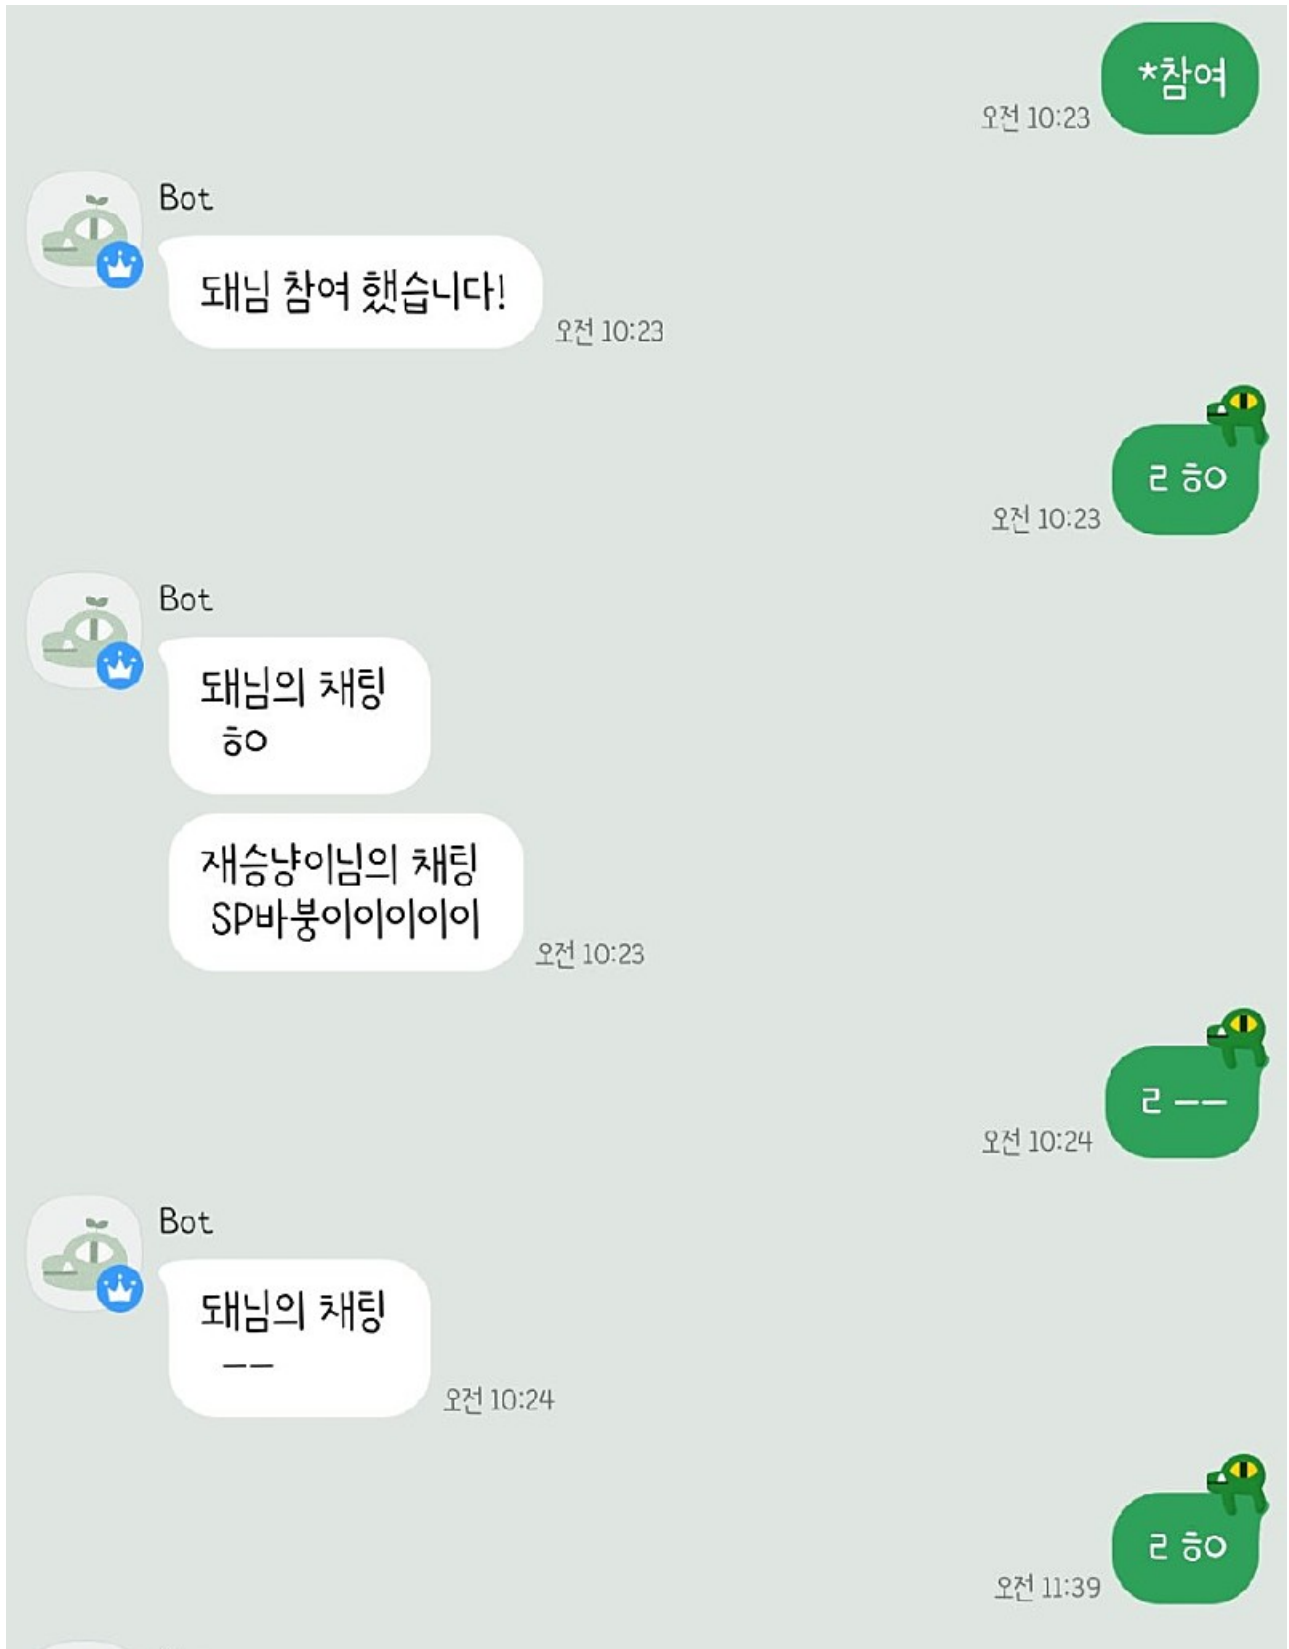 *참여
오전 10:23
Bot
돼님 참여 했습니다!
오전 10:23
ㄹ ㅎㅇ
오전 10:23
Bot
돼님의 채팅
ㅎㅇ
재승냥이님의 채팅
SP바붕이이이이이
오전 10:23
ㄹ ㅡㅡ
오전 10:24
Bot
돼님의 채팅
ㅡㅡ
오전 10:24
ㄹ ㅎㅇ
오전 11:39